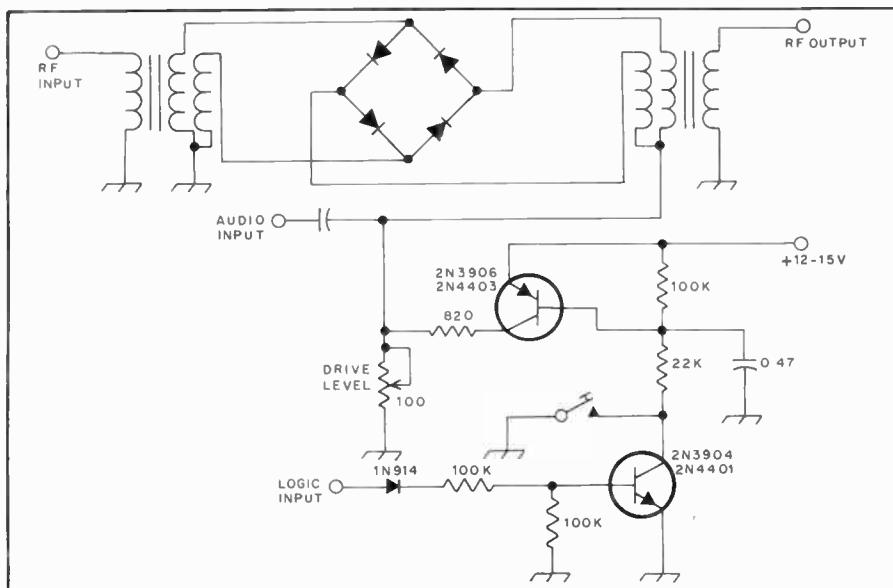 RF
INPUT
RF OUTPUT
AUDIO
INPUT
+12-15V
2N3906
2N4403
100K
820
22K
0 47
DRIVE
LEVEL
100
2N3904
2N4401
1N914
100K
LOGIC
INPUT
100K